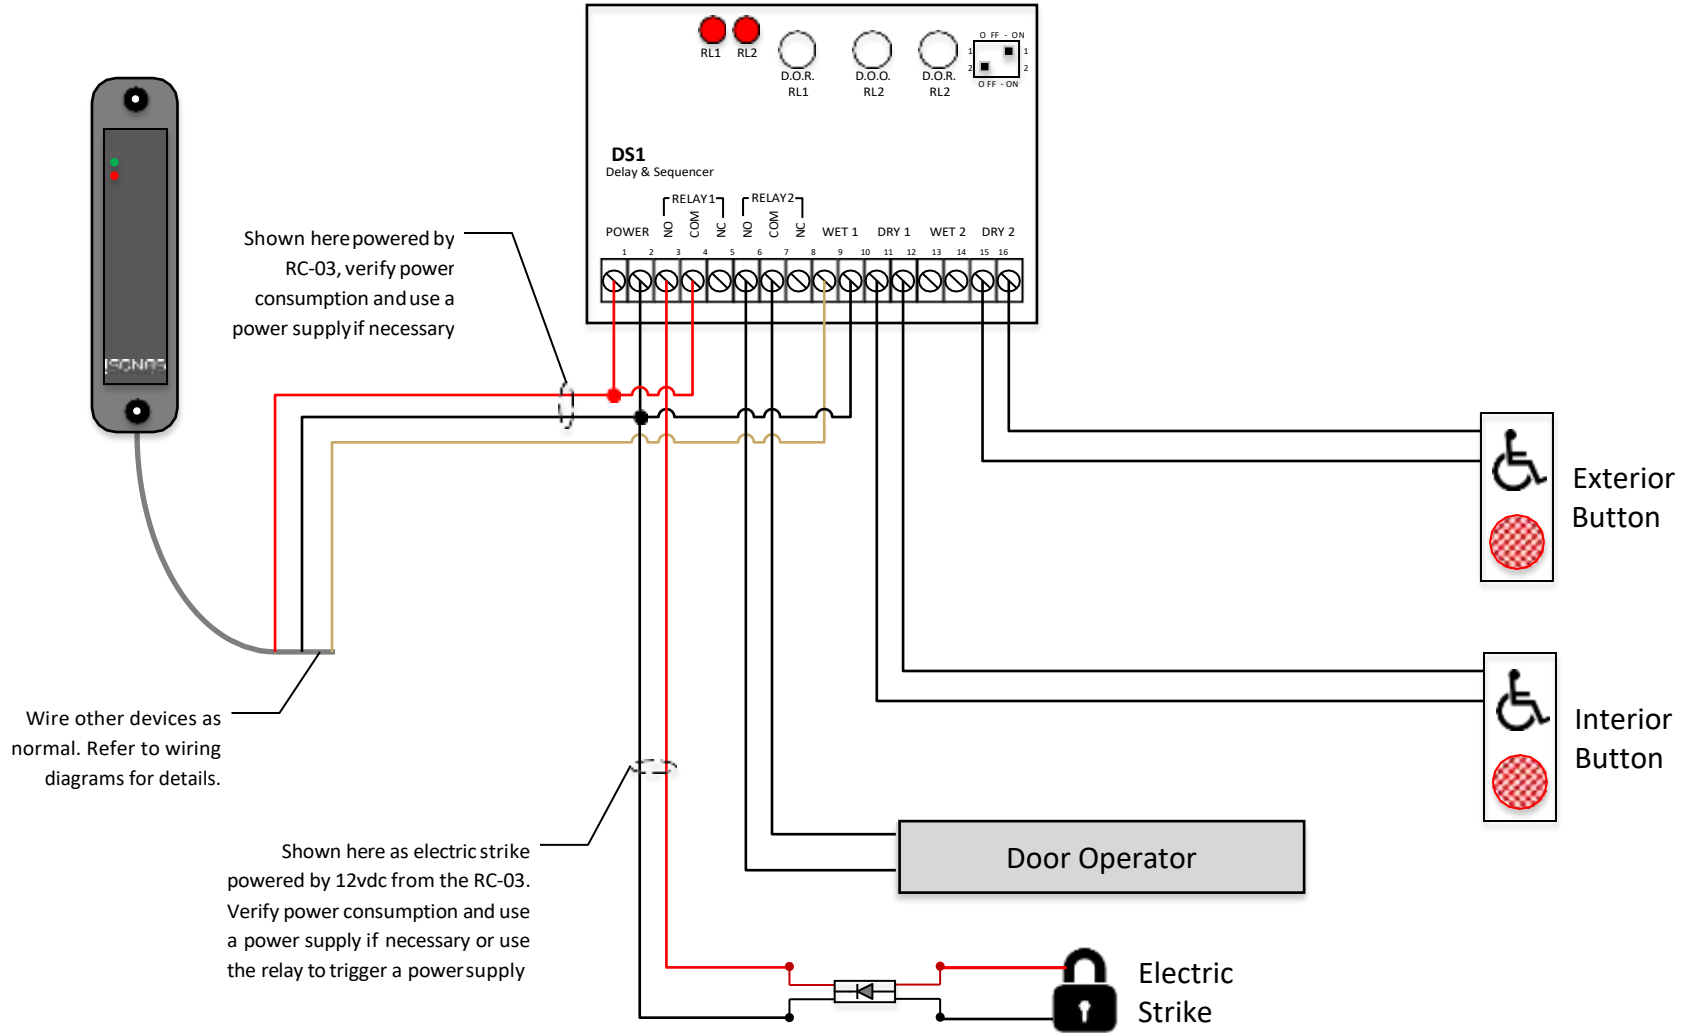 RL1 RL2
D.O.R.
RL1
D.O.O.
RL2
D.O.R.
RL2
O FF - ON
1 1
2 2
O FF - ON
DS1
Delay & Sequencer
RELAY1 RELAY2
POWER NO COM NC NO COM NC WET 1 DRY 1 WET 2 DRY 2
1 2 3 4 5 6 7 8 9 10 11 12 13 14 15 16
Shown here powered by
RC-03, verify power
consumption and use a
power supply if necessary
ISONAS
Exterior
Button
Wire other devices as
normal. Refer to wiring
diagrams for details.
Interior
Button
Shown here as electric strike
powered by 12vdc from the RC-03.
Verify power consumption and use
a power supply if necessary or use
the relay to trigger a power supply
Door Operator
Electric
Strike